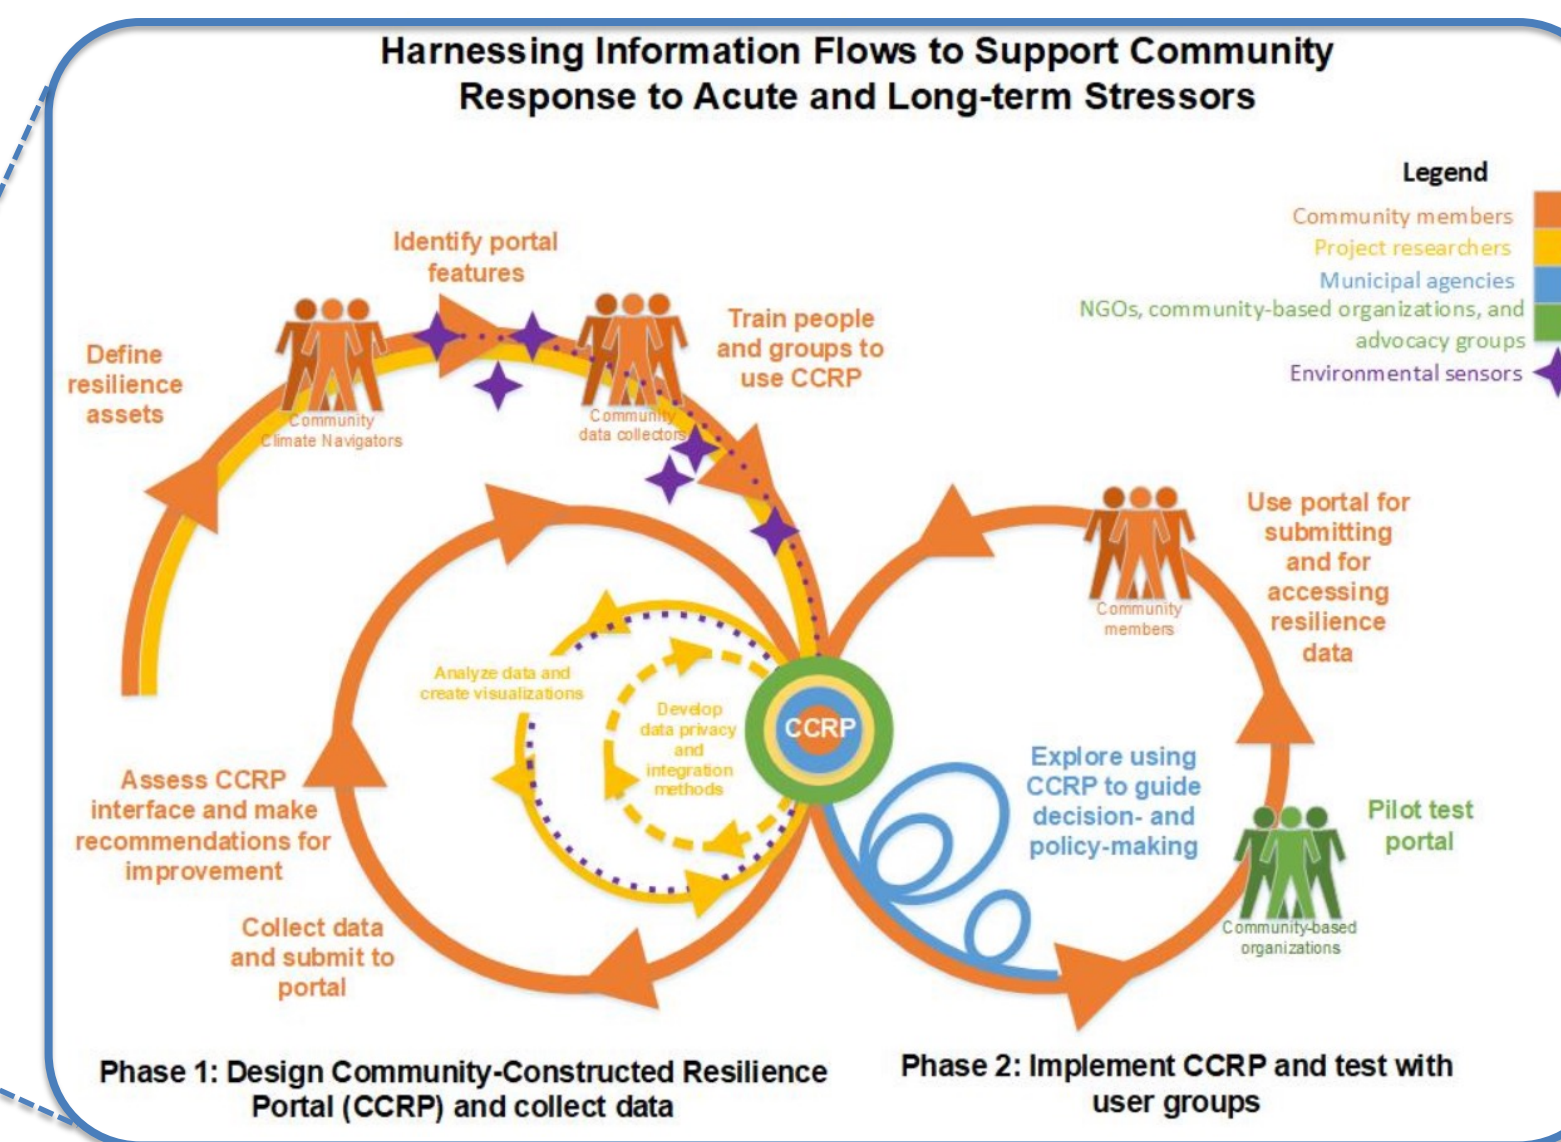 Harnessing Information Flows to Support Community
Response to Acute and Long-term Stressors
Legend
Community members
Project researchers
Municipal agencies
NGOs, community-based organizations, and
advocacy groups
Environmental sensors
Identify portal
features
Define
resilience
assets
Train people
and groups to
use CCRP
Community
Climate Navigators
Community
data collectors
Use portal for
submitting
and for
accessing
resilience
data
Community
members
Analyze data and
create visualizations
Develop
data privacy
and
integration
methods
CCRP
Explore using
CCRP to guide
decision- and
policy-making
Assess CCRP
interface and make
recommendations for
improvement
Pilot test
portal
Community-based
organizations
Collect data
and submit to
portal
Phase 1: Design Community-Constructed Resilience
Portal (CCRP) and collect data
Phase 2: Implement CCRP and test with
user groups